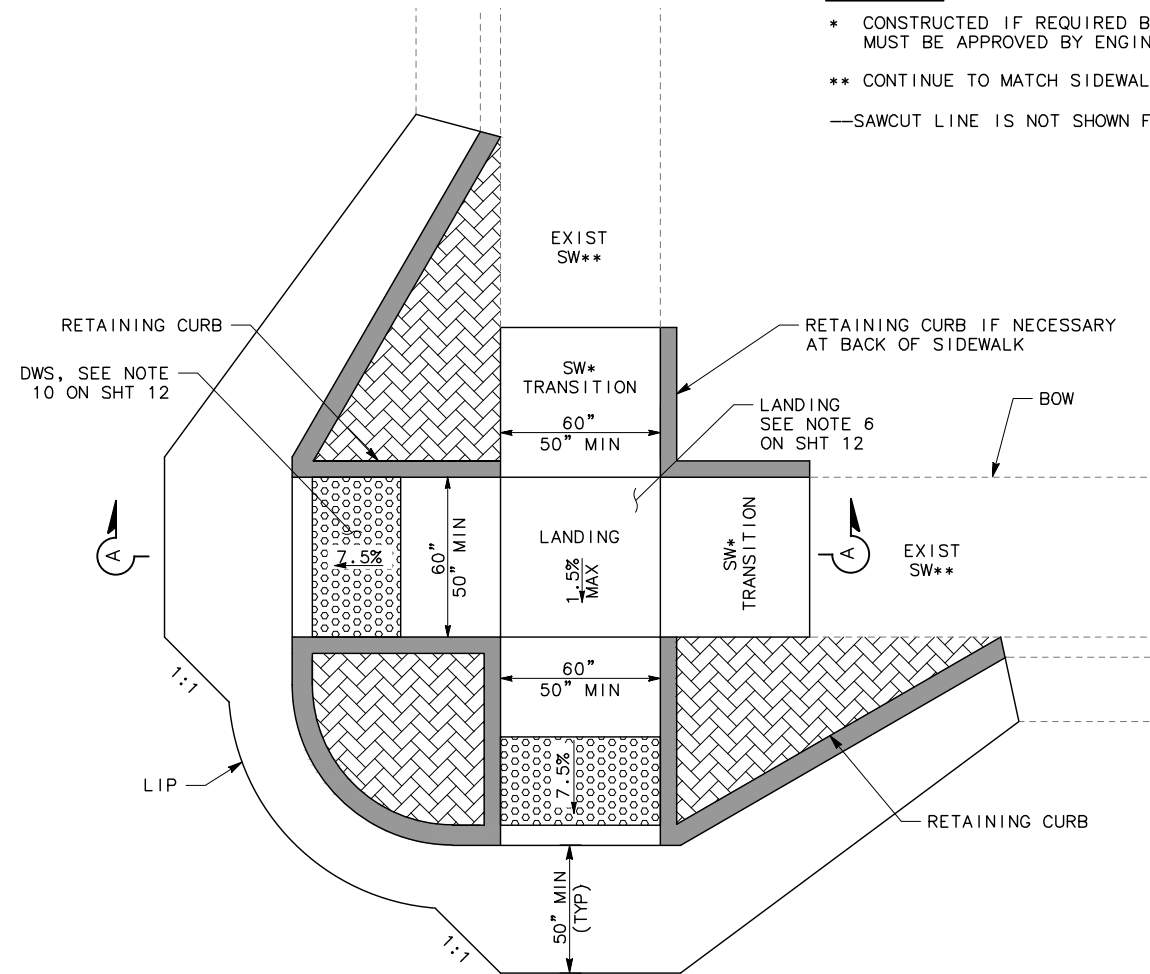 * CONSTRUCTED IF REQUIRED
MUST BE APPROVED BY
** CONTINUE TO MATCH
—SAWCUT LINE IS NOT SHOWN
EXIST
SW**
RETAINING CURB
RETAINING CURB IF NECESSARY
AT BACK OF SIDEWALK
DWS, SEE NOTE
10 ON SHT 12
SW*
TRANSITION
60"
50" MIN
LANDING
SEE NOTE 6
ON SHT 12
BOW
A
7.5%
60"
50" MIN
LANDING
1.5%
MAX
SW*
TRANSITION
A
EXIST
SW**
1:1
60"
50" MIN
7.5%
LIP
RETAINING CURB
50" MIN
(TYP)
1:1